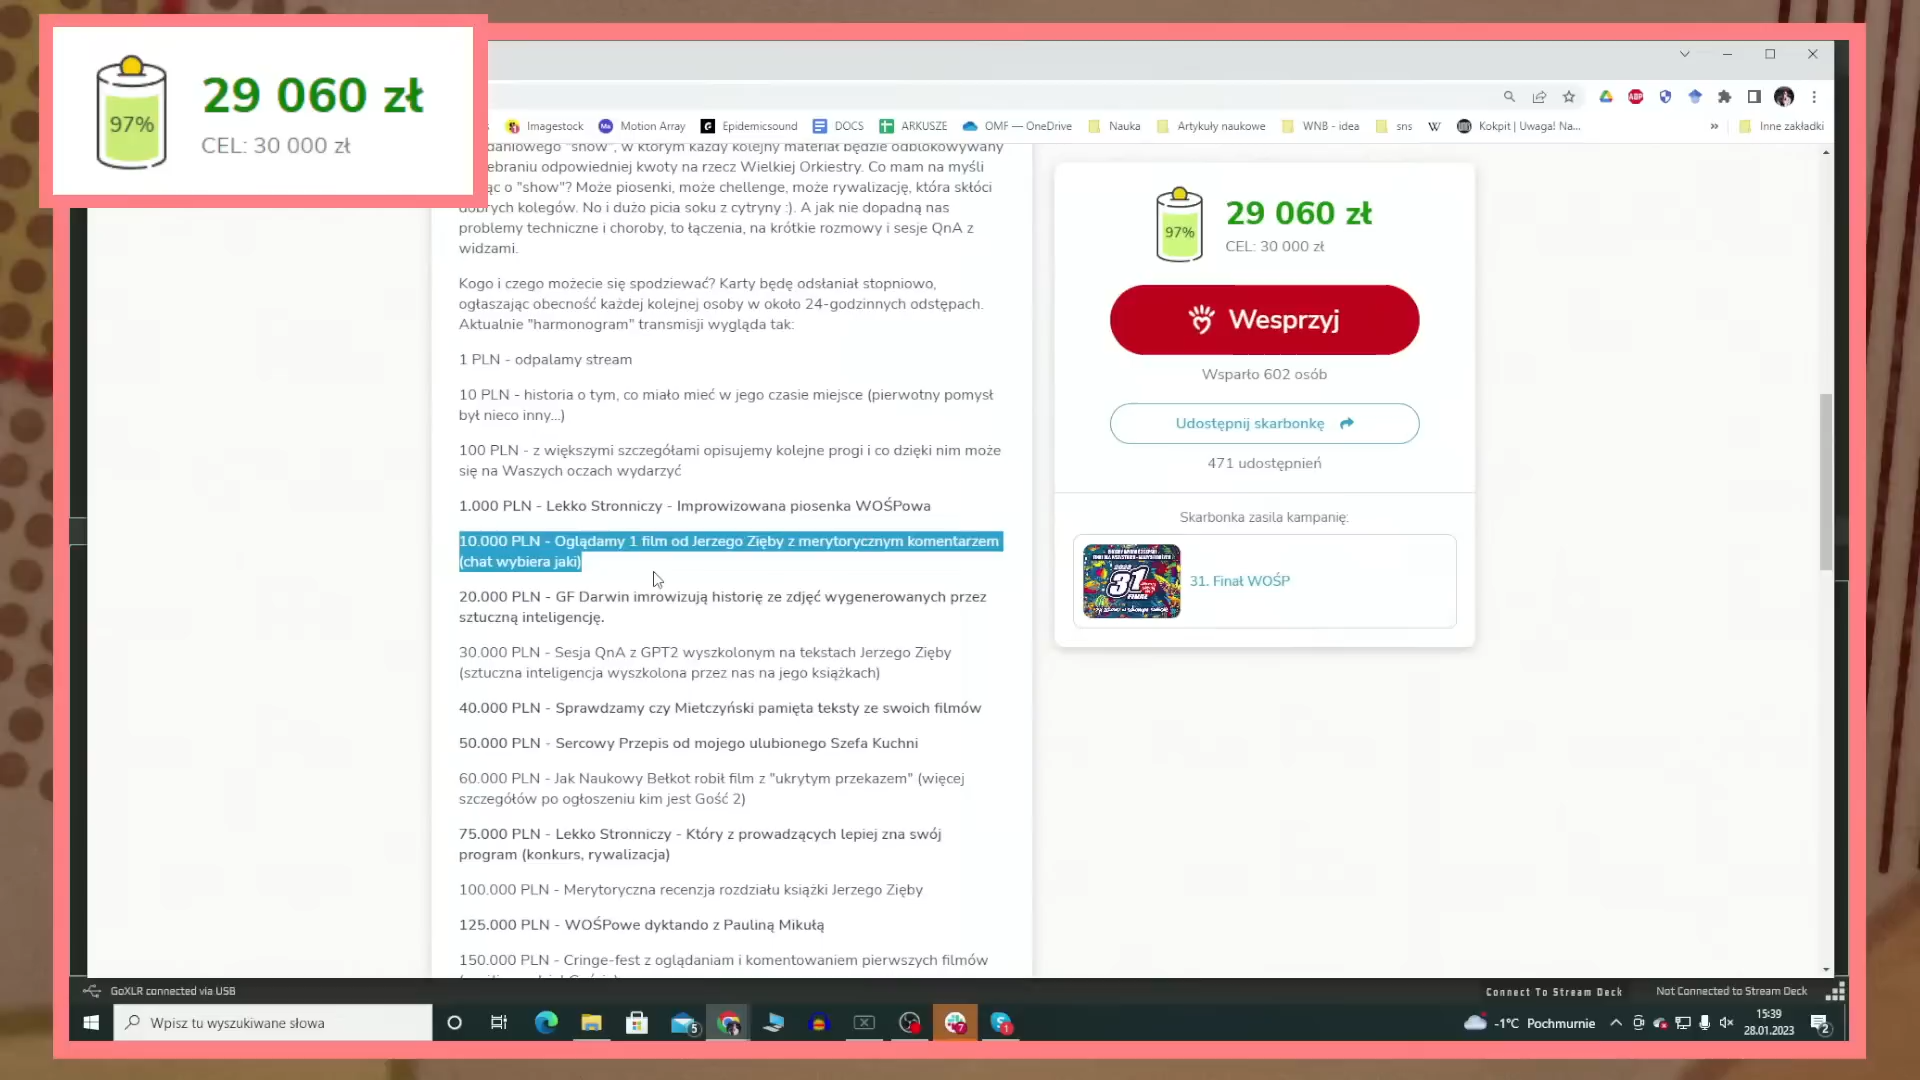 97%
29 060 zł
CEL: 30 000 zł
Imagestock
Motion Array
Epidemicsound
DOCS
ARKUSZE
OMF — OneDrive
Nauka
Artykuły naukowe
WNB - idea
sns
Kokpit | Uwaga! Na...
»
Inne zakładki
daniowego "show", w którym każdy kolejny materiał będzie odblokowywany
ebraniu odpowiedniej kwoty na rzecz Wielkiej Orkiestry. Co mam na myśli
ąc o "show"? Może piosenki, może chellenge, może rywalizację, która skłóci
dobrych kolegów. No i dużo picia soku z cytryny :). A jak nie dopadną nas
problemy techniczne i choroby, to łączenia, na krótkie rozmowy i sesje QnA z
widzami.
Kogo i czego możecie się spodziewać? Karty będę odsłaniał stopniowo,
ogłaszając obecność każdej kolejnej osoby w około 24-godzinnych odstępach.
Aktualnie "harmonogram" transmisji wygląda tak:
1 PLN - odpalamy stream
10 PLN - historia o tym, co miało mieć w jego czasie miejsce (pierwotny pomysł
był nieco inny...)
100 PLN - z większymi szczegółami opisujemy kolejne progi i co dzięki nim może
się na Waszych oczach wydarzyć
1.000 PLN - Lekko Stronniczy - Improwizowana piosenka WOŚPowa
10.000 PLN - Oglądamy 1 film od Jerzego Zięby z merytorycznym komentarzem
(chat wybiera jaki)
20.000 PLN - GF Darwin imrowizują historię ze zdjęć wygenerowanych przez
sztuczną inteligencję.
30.000 PLN - Sesja QnA z GPT2 wyszkolonym na tekstach Jerzego Zięby
(sztuczna inteligencja wyszkolona przez nas na jego książkach)
40.000 PLN - Sprawdzamy czy Mietczyński pamięta teksty ze swoich filmów
50.000 PLN - Sercowy Przepis od mojego ulubionego Szefa Kuchni
60.000 PLN - Jak Naukowy Bełkot robił film z "ukrytym przekazem" (więcej
szczegółów po ogłoszeniu kim jest Gość 2)
75.000 PLN - Lekko Stronniczy - Który z prowadzących lepiej zna swój
program (konkurs, rywalizacja)
100.000 PLN - Merytoryczna recenzja rozdziału książki Jerzego Zięby
125.000 PLN - WOŚPowe dyktando z Pauliną Mikułą
150.000 PLN - Cringe-fest z oglądaniam i komentowaniem pierwszych filmów
97%
29 060 zł
CEL: 30 000 zł
Wesprzyj
Wsparło 602 osób
Udostępnij skarbonkę
471 udostępnień
Skarbonka zasila kampanię:
31
31. Finał WOŚP
GoXLR connected via USB
Connect To Stream Deck
Not Connected to Stream Deck
Wpisz tu wyszukiwane słowa
-1°C Pochmurnie
15:39
28.01.2023